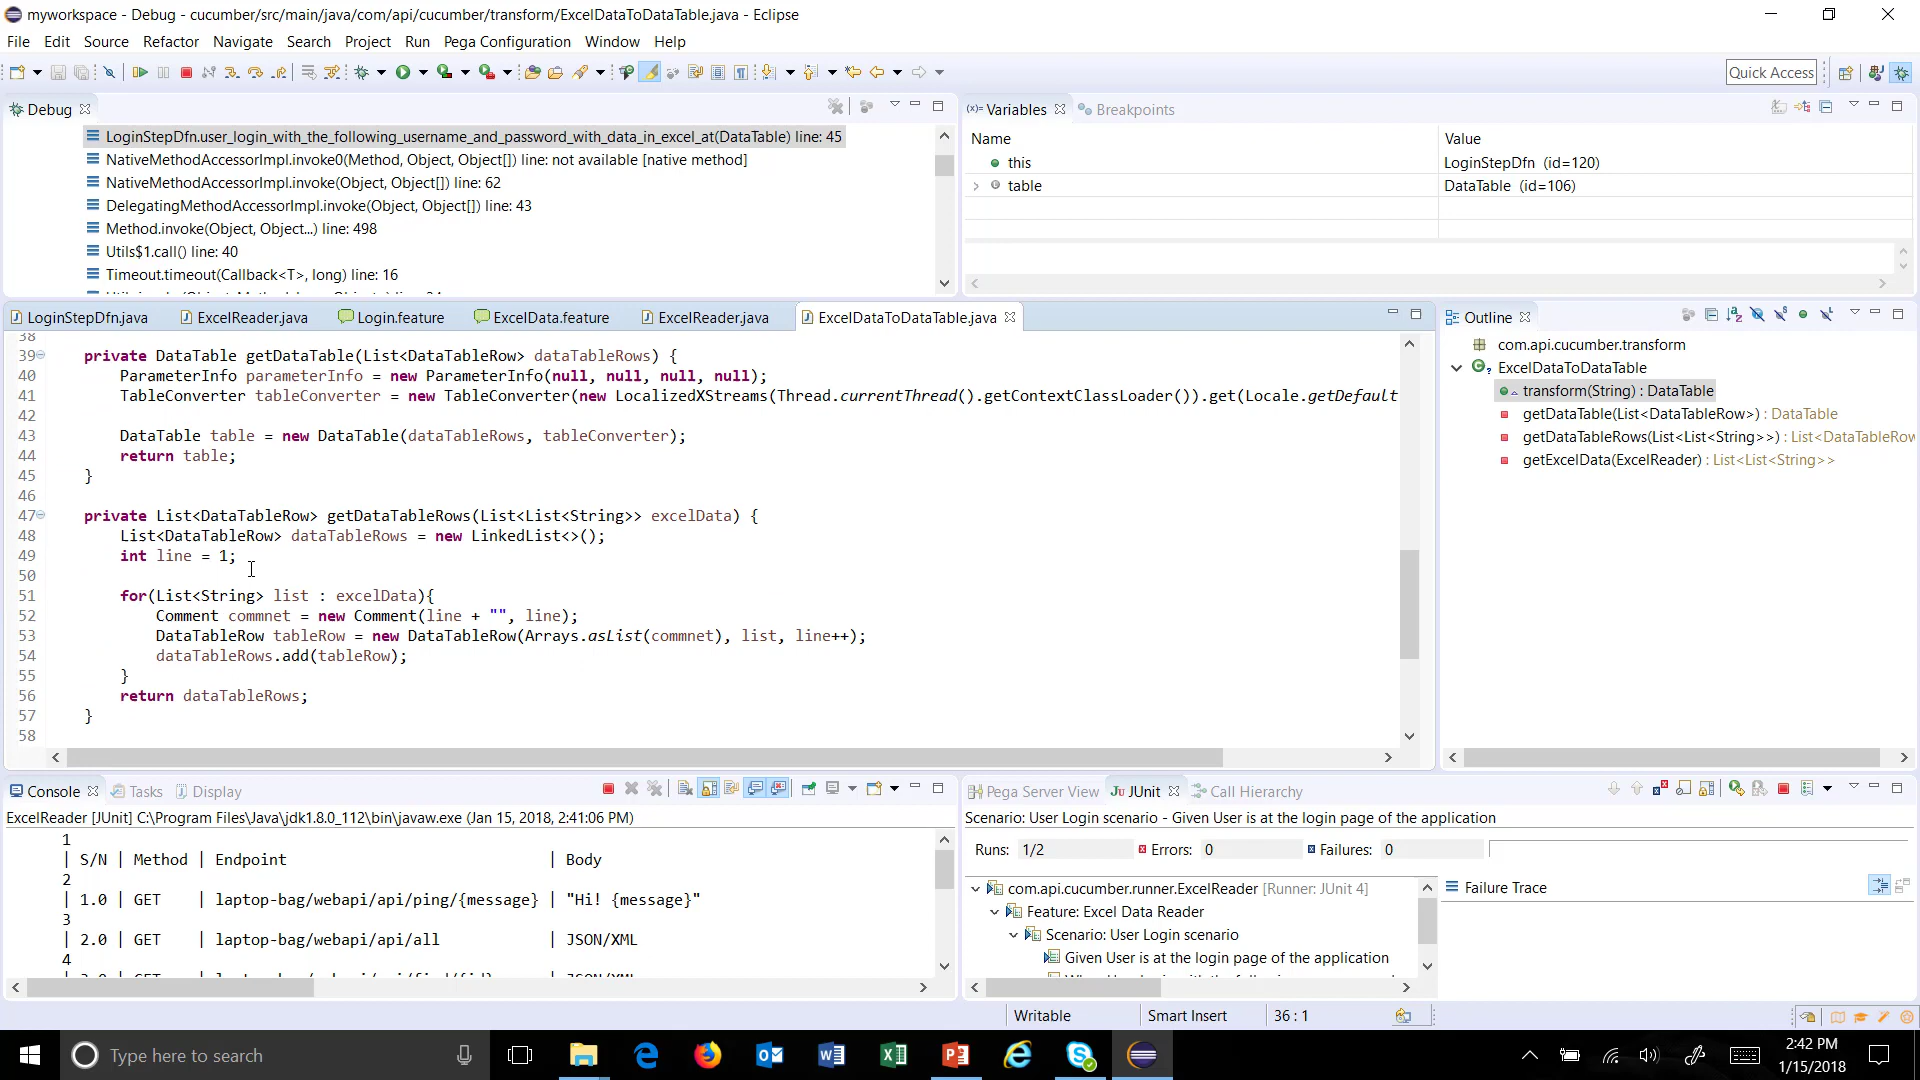 myworkspace - Debug - cucumber/src/main/java/com/api/cucumber/transform/ExcelDataToDataTable.java - Eclipse
File Edit Source Refactor Navigate Search Project Run Pega Configuration Window Help
Quick Access
Debug
LoginStepDfn.user_login_with_the_following_username_and_password_with_data_in_excel_at(DataTable) line: 45
NativeMethodAccessorImpl.invoke0(Method, Object, Object[]) line: not available [native method]
NativeMethodAccessorImpl.invoke(Object, Object[]) line: 62
DelegatingMethodAccessorImpl.invoke(Object, Object[]) line: 43
Method.invoke(Object, Object...) line: 498
Utils$1.call() line: 40
Timeout.timeout(Callback<T>, long) line: 16
(x)= Variables Breakpoints
Name Value
this LoginStepDfn (id=120)
table DataTable (id=106)
LoginStepDfn.java ExcelReader.java Login.feature ExcelData.feature ExcelReader.java ExcelDataToDataTable.java
38
39 private DataTable getDataTable(List<DataTableRow> dataTableRows) {
40 ParameterInfo parameterInfo = new ParameterInfo(null, null, null, null);
41 TableConverter tableConverter = new TableConverter(new LocalizedXStreams(Thread.currentThread().getContextClassLoader()).get(Locale.getDefault
42
43 DataTable table = new DataTable(dataTableRows, tableConverter);
44 return table;
45 }
46
47 private List<DataTableRow> getDataTableRows(List<List<String>> excelData) {
48 List<DataTableRow> dataTableRows = new LinkedList<>();
49 int line = 1;
50
51 for(List<String> list : excelData){
52 Comment commnet = new Comment(line + "", line);
53 DataTableRow tableRow = new DataTableRow(Arrays.asList(commnet), list, line++);
54 dataTableRows.add(tableRow);
55 }
56 return dataTableRows;
57 }
58
Outline
com.api.cucumber.transform
ExcelDataToDataTable
transform(String) : DataTable
getDataTable(List<DataTableRow>) : DataTable
getDataTableRows(List<List<String>>) : List<DataTableRow
getExcelData(ExcelReader) : List<List<String>>
Console Tasks Display
ExcelReader [JUnit] C:\Program Files\Java\jdk1.8.0_112\bin\javaw.exe (Jan 15, 2018, 2:41:06 PM)
1
| S/N | Method | Endpoint | Body
2
| 1.0 | GET | laptop-bag/webapi/api/ping/{message} | "Hi! {message}"
3
| 2.0 | GET | laptop-bag/webapi/api/all | JSON/XML
4
Pega Server View JUnit Call Hierarchy
Scenario: User Login scenario - Given User is at the login page of the application
Runs: 1/2 Errors: 0 Failures: 0
com.api.cucumber.runner.ExcelReader [Runner: JUnit 4]
Feature: Excel Data Reader
Scenario: User Login scenario
Given User is at the login page of the application
Failure Trace
Writable Smart Insert 36 : 1
Type here to search
2:42 PM
1/15/2018